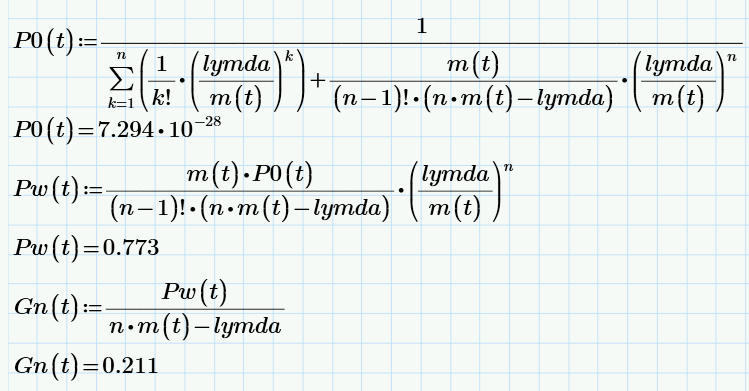 P0(t):=1/(∑_{k=1}^{n}(1/k!·(lymda/m(t))^k)+m(t)/((n−1)!·(n·m(t)−lymda))·(lymda/m(t))^n)
P0(t)=7.294·10^{−28}
Pw(t):=m(t)·P0(t)/((n−1)!·(n·m(t)−lymda))·(lymda/m(t))^n
Pw(t)=0.773
Gn(t):=Pw(t)/(n·m(t)−lymda)
Gn(t)=0.211